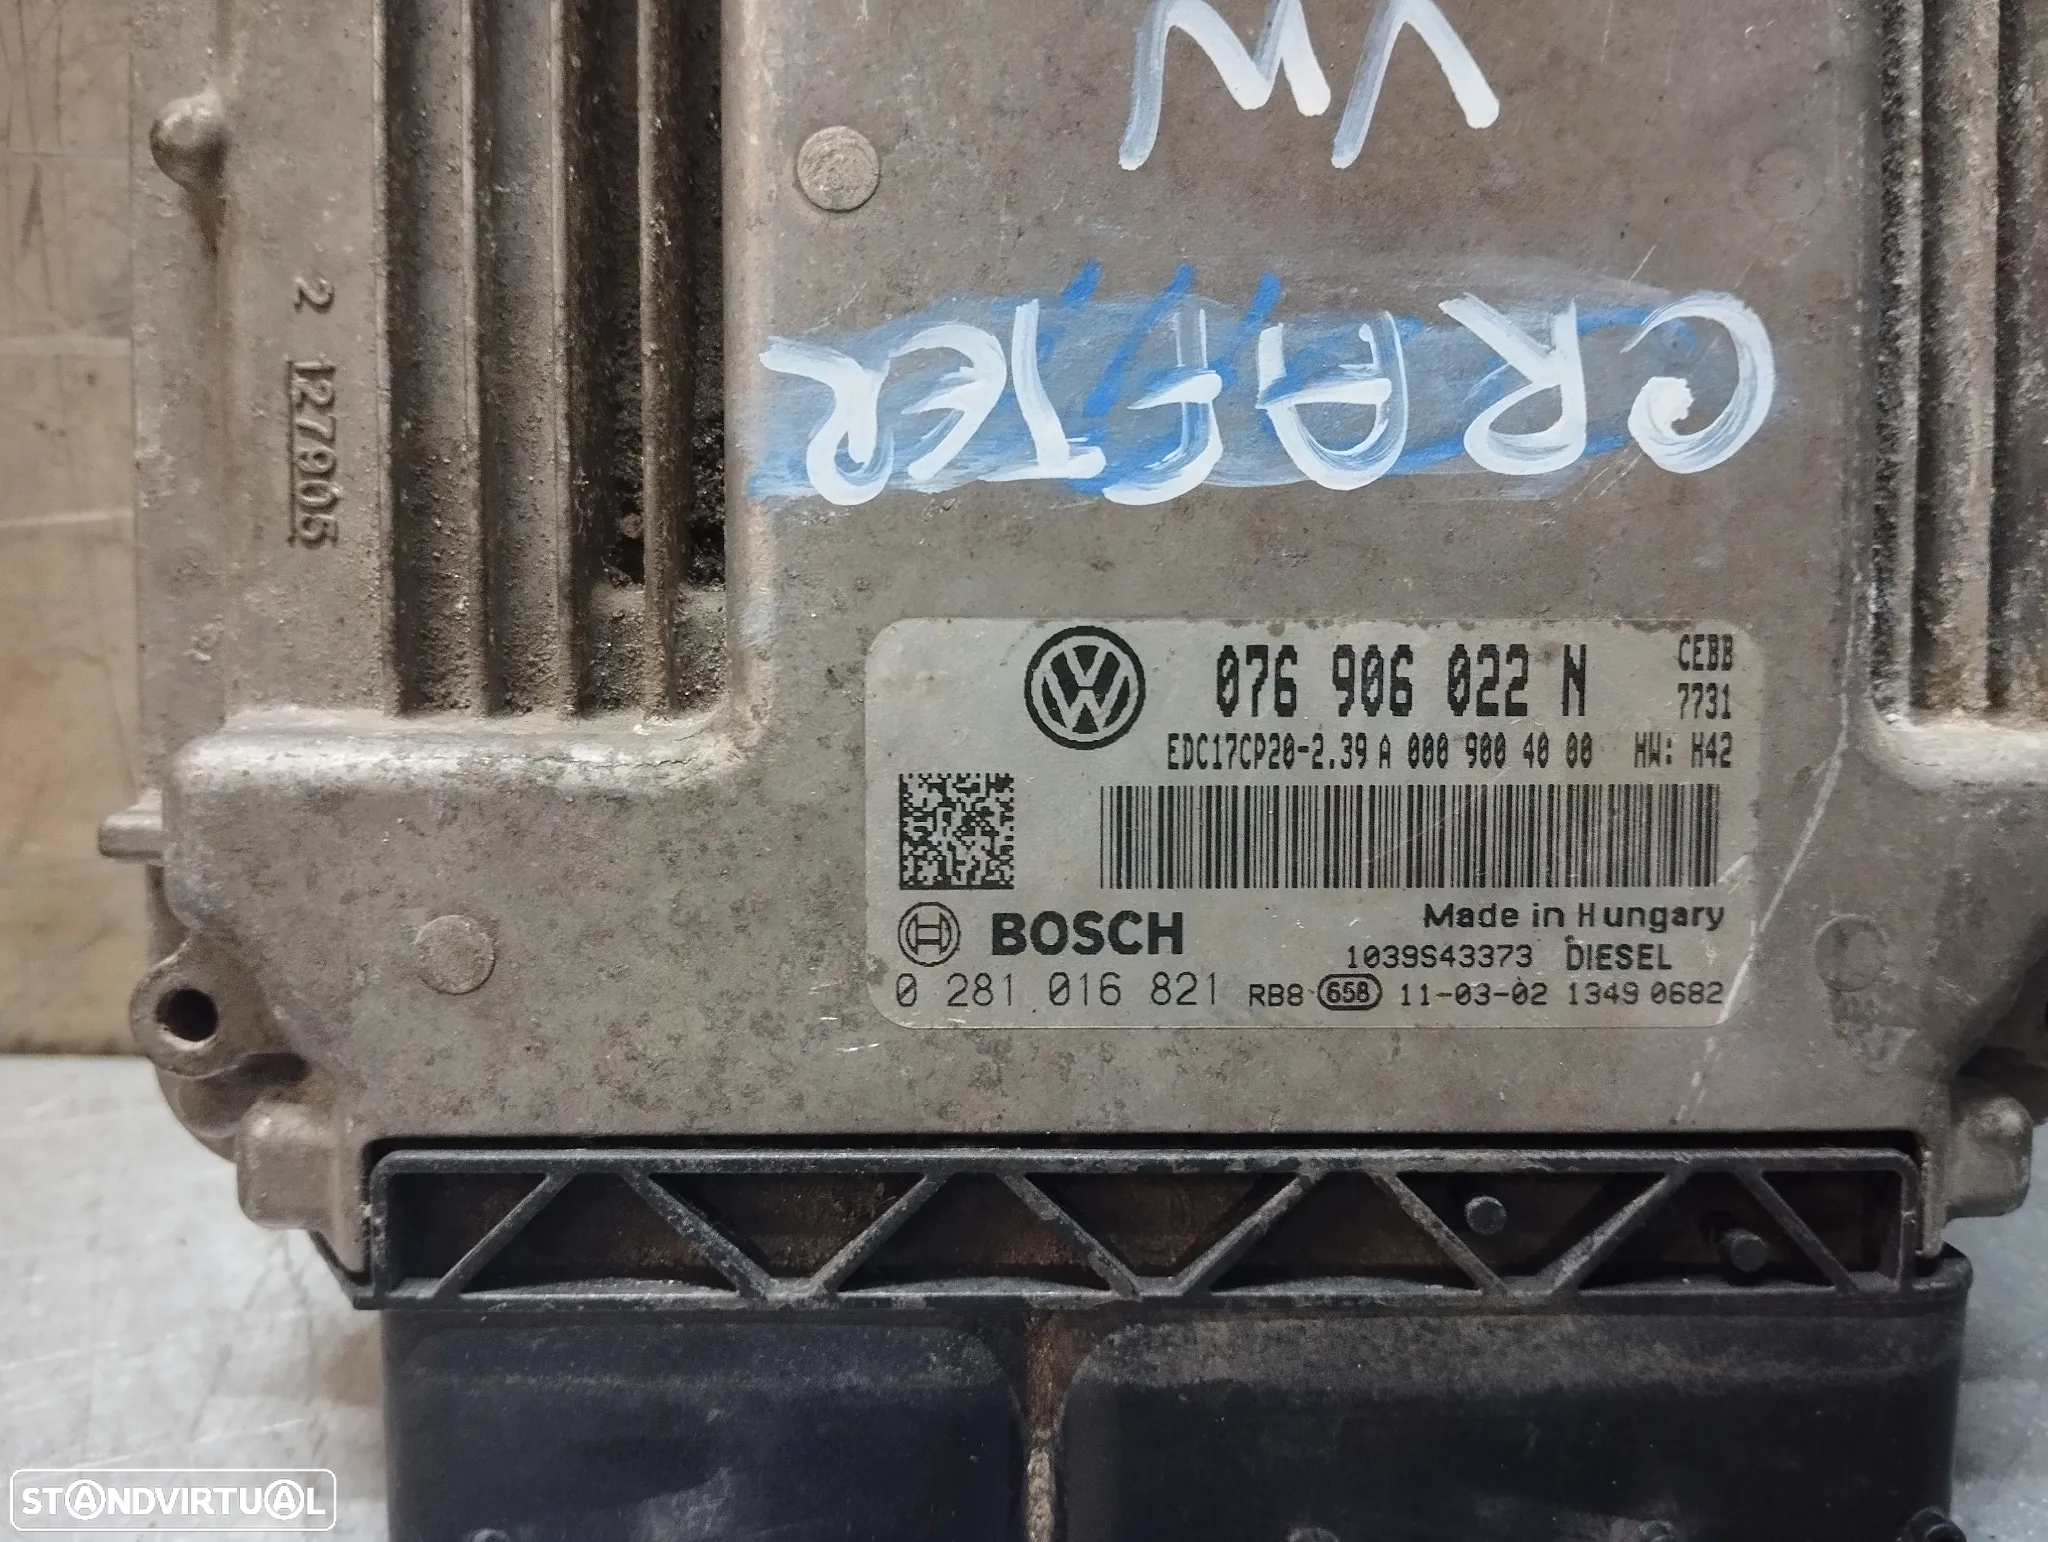 VW
CRAFTER
2 127905
076 906 022 N
CEBB
7731
EDC17CP20-2.39 A 000 900 40 00 HW: H42
BOSCH
Made in Hungary
1039S43373 DIESEL
0 281 016 821 RB8 658 11-03-02 1349 0682
STANDVIRTUAL